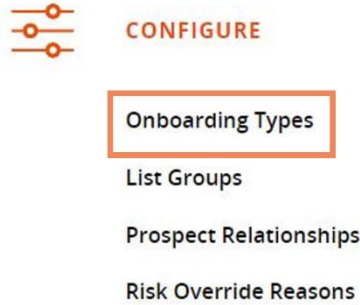 CONFIGURE
Onboarding Types
List Groups
Prospect Relationships
Risk Override Reasons